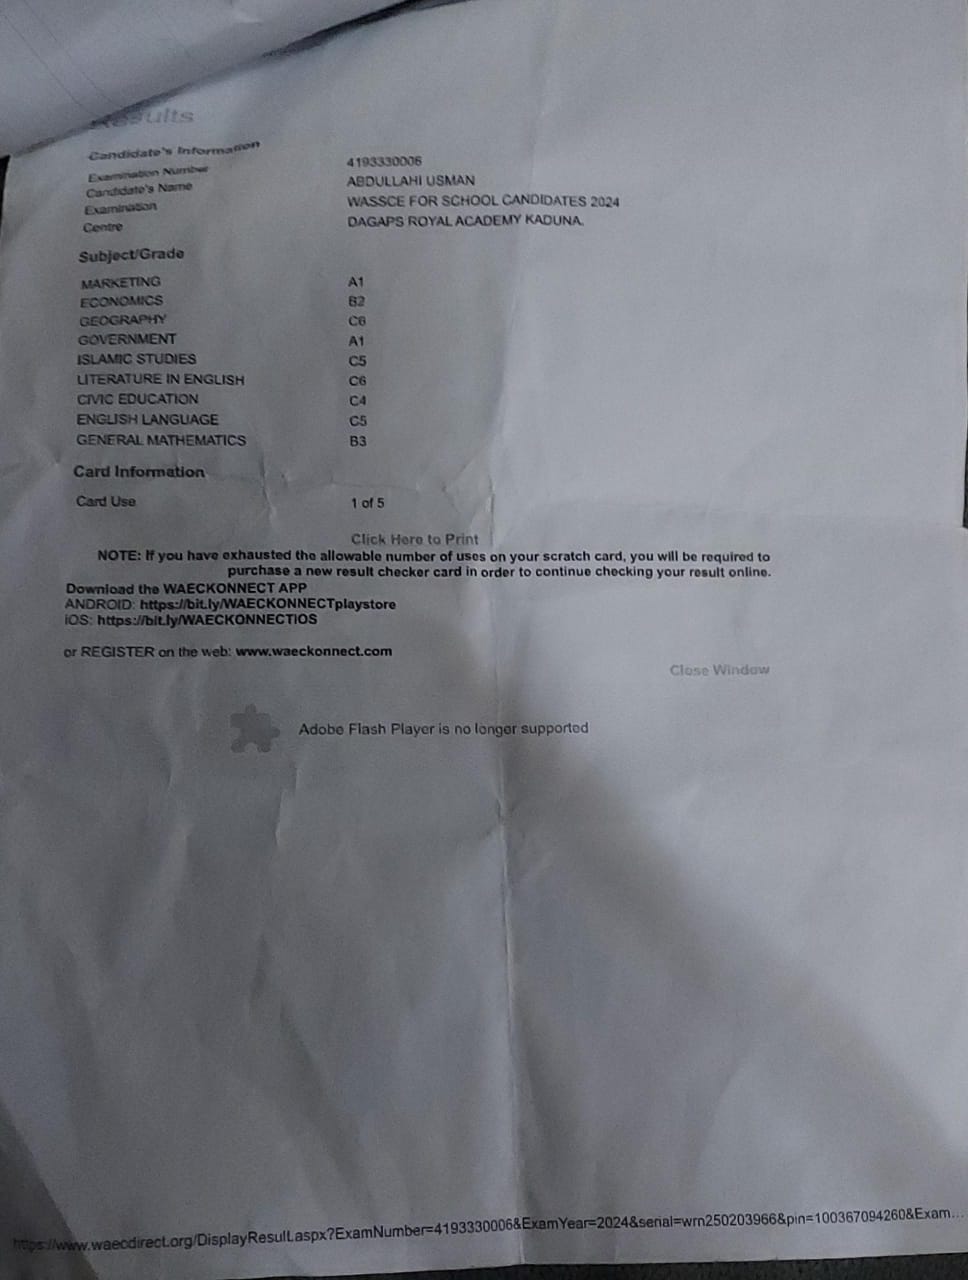 Results
Candidate's Information
Examination Number 4193330006
Candidate's Name ABDULLAHI USMAN
Examination WASSCE FOR SCHOOL CANDIDATES 2024
Centre DAGAPS ROYAL ACADEMY KADUNA.
Subject/Grade
MARKETING A1
ECONOMICS B2
GEOGRAPHY C6
GOVERNMENT A1
ISLAMIC STUDIES C5
LITERATURE IN ENGLISH C6
CIVIC EDUCATION C4
ENGLISH LANGUAGE C5
GENERAL MATHEMATICS B3
Card Information
Card Use 1 of 5
Click Here to Print
NOTE: If you have exhausted the allowable number of uses on your scratch card, you will be required to
purchase a new result checker card in order to continue checking your result online.
Download the WAECKONNECT APP
ANDROID: https://bit.ly/WAECKONNECTplaystore
iOS: https://bit.ly/WAECKONNECTiOS
or REGISTER on the web: www.waeckonnect.com
Close Window
Adobe Flash Player is no longer supported
https://www.waecdirect.org/DisplayResult.aspx?ExamNumber=4193330006&ExamYear=2024&serial=wrn250203966&pin=100367094260&Exam...